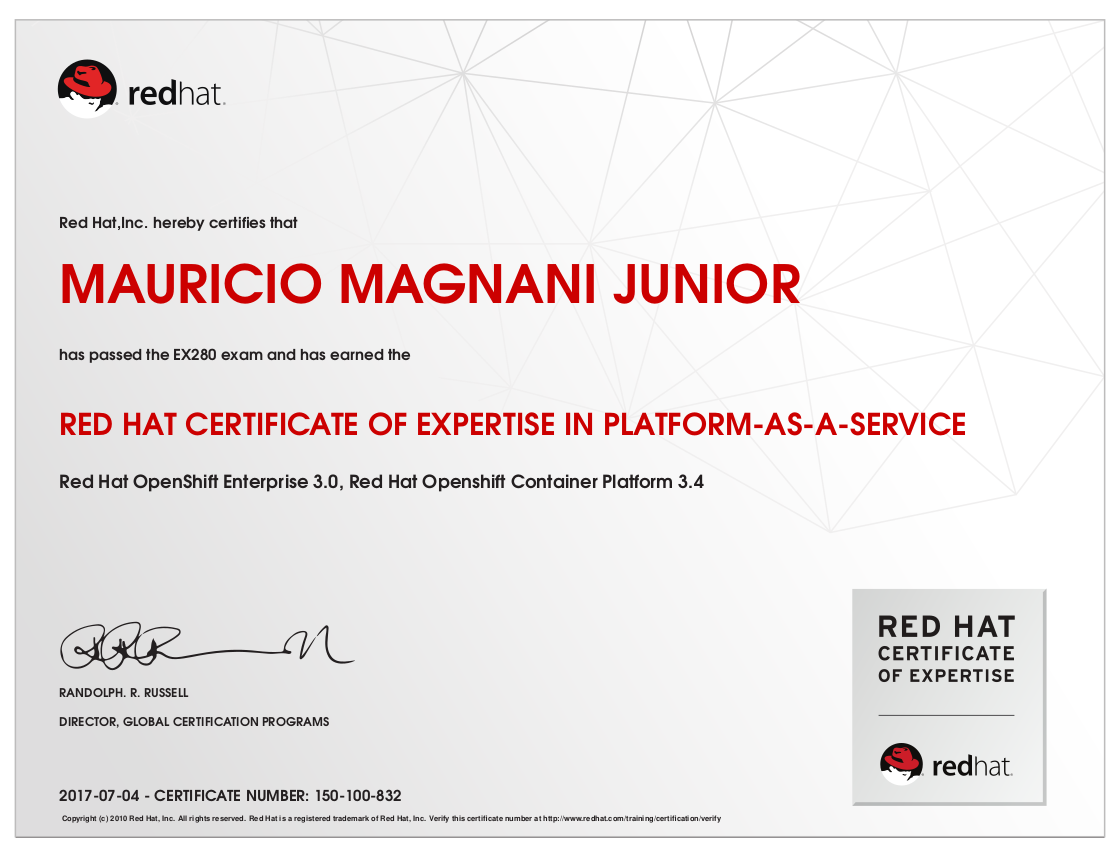 redhat.
Red Hat,Inc. hereby certifies that
MAURICIO MAGNANI JUNIOR
has passed the EX280 exam and has earned the
RED HAT CERTIFICATE OF EXPERTISE IN PLATFORM-AS-A-SERVICE
Red Hat OpenShift Enterprise 3.0, Red Hat Openshift Container Platform 3.4
RANDOLPH. R. RUSSELL
DIRECTOR, GLOBAL CERTIFICATION PROGRAMS
RED HAT
CERTIFICATE
OF EXPERTISE
redhat.
2017-07-04 - CERTIFICATE NUMBER: 150-100-832
Copyright (c) 2010 Red Hat, Inc. All rights reserved. Red Hat is a registered trademark of Red Hat, Inc. Verify this certificate number at http://www.redhat.com/training/certification/verify